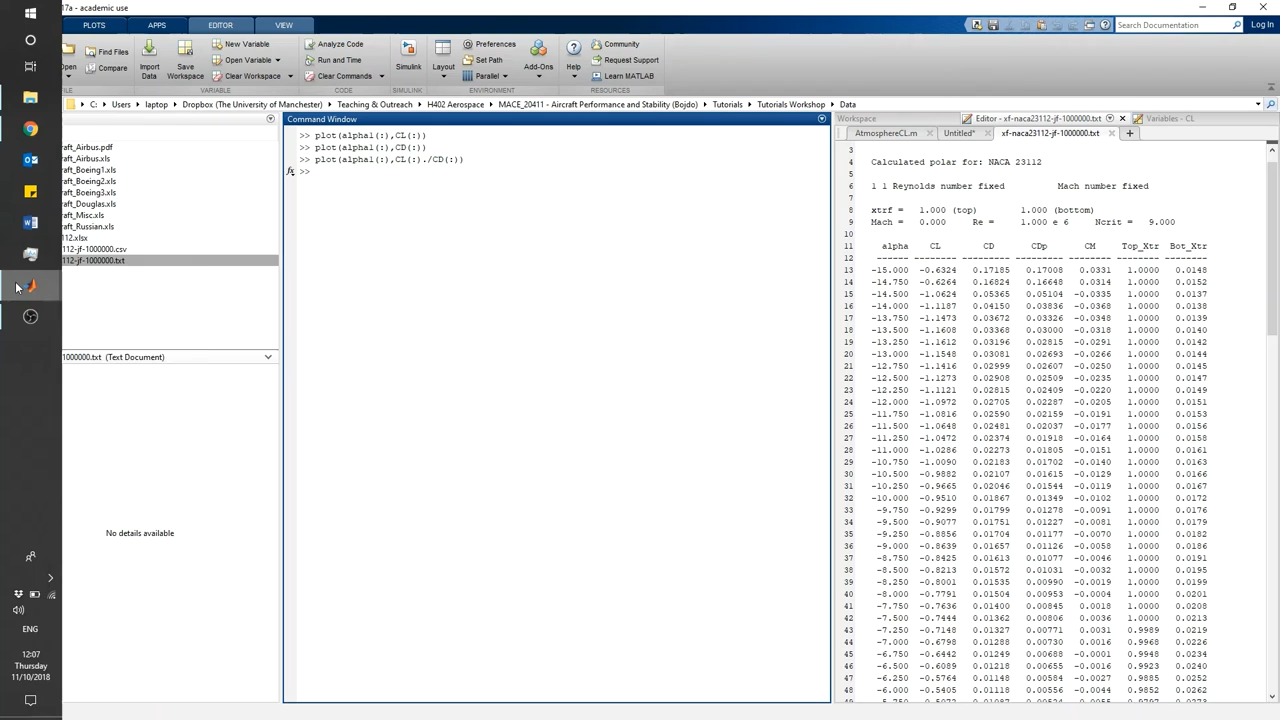 17a - academic use
PLOTS APPS EDITOR VIEW
Search Documentation Log In
New Variable Analyze Code Preferences Community
Find Files Open Variable Run and Time Set Path Request Support
Open Compare Import Data Save Workspace Clear Workspace Clear Commands Simulink Layout Parallel Add-Ons Help Learn MATLAB
VARIABLE CODE SIMULINK ENVIRONMENT RESOURCES
C: Users laptop Dropbox (The University of Manchester) Teaching & Outreach H402 Aerospace MACE_20411 - Aircraft Performance and Stability (Bojdo) Tutorials Tutorials Workshop Data
Command Window
Workspace Editor - xf-naca23112-jf-1000000.txt Variables - CL
AtmosphereCL.m Untitled* xf-naca23112-jf-1000000.txt
raft_Airbus.pdf
raft_Airbus.xls
raft_Boeing1.xls
raft_Boeing2.xls
raft_Boeing3.xls
raft_Douglas.xls
raft_Misc.xls
raft_Russian.xls
112.xlsx
112-jf-1000000.csv
112-jf-1000000.txt
1000000.txt (Text Document)
No details available
>> plot(alpha1(:),CL(:))
>> plot(alpha1(:),CD(:))
>> plot(alpha1(:),CL(:)./CD(:))
fx >>
3
4 Calculated polar for: NACA 23112
5
6 1 1 Reynolds number fixed Mach number fixed
7
8 xtrf = 1.000 (top) 1.000 (bottom)
9 Mach = 0.000 Re = 1.000 e 6 Ncrit = 9.000
10
11 alpha CL CD CDp CM Top_Xtr Bot_Xtr
12 ------ -------- --------- --------- -------- -------- --------
13 -15.000 -0.6324 0.17185 0.17008 0.0331 1.0000 0.0148
14 -14.750 -0.6264 0.16824 0.16648 0.0314 1.0000 0.0152
15 -14.500 -1.0624 0.05365 0.05104 -0.0335 1.0000 0.0137
16 -14.000 -1.1187 0.04150 0.03836 -0.0368 1.0000 0.0138
17 -13.750 -1.1473 0.03672 0.03326 -0.0348 1.0000 0.0139
18 -13.500 -1.1608 0.03368 0.03000 -0.0318 1.0000 0.0140
19 -13.250 -1.1612 0.03196 0.02815 -0.0291 1.0000 0.0142
20 -13.000 -1.1548 0.03081 0.02693 -0.0266 1.0000 0.0144
21 -12.750 -1.1416 0.02999 0.02607 -0.0250 1.0000 0.0145
22 -12.500 -1.1273 0.02908 0.02509 -0.0235 1.0000 0.0147
23 -12.250 -1.1121 0.02815 0.02409 -0.0220 1.0000 0.0149
24 -12.000 -1.0972 0.02705 0.02287 -0.0205 1.0000 0.0151
25 -11.750 -1.0816 0.02590 0.02159 -0.0191 1.0000 0.0153
26 -11.500 -1.0648 0.02481 0.02037 -0.0177 1.0000 0.0156
27 -11.250 -1.0472 0.02374 0.01918 -0.0164 1.0000 0.0158
28 -11.000 -1.0286 0.02273 0.01805 -0.0151 1.0000 0.0161
29 -10.750 -1.0090 0.02183 0.01702 -0.0140 1.0000 0.0163
30 -10.500 -0.9882 0.02107 0.01615 -0.0129 1.0000 0.0166
31 -10.250 -0.9665 0.02046 0.01544 -0.0119 1.0000 0.0167
32 -10.000 -0.9510 0.01867 0.01349 -0.0102 1.0000 0.0172
33 -9.750 -0.9299 0.01799 0.01278 -0.0091 1.0000 0.0176
34 -9.500 -0.9077 0.01751 0.01227 -0.0081 1.0000 0.0179
35 -9.250 -0.8856 0.01704 0.01177 -0.0070 1.0000 0.0182
36 -9.000 -0.8639 0.01657 0.01126 -0.0058 1.0000 0.0186
37 -8.750 -0.8425 0.01613 0.01077 -0.0046 1.0000 0.0191
38 -8.500 -0.8213 0.01572 0.01031 -0.0032 1.0000 0.0195
39 -8.250 -0.8001 0.01535 0.00990 -0.0019 1.0000 0.0199
40 -8.000 -0.7791 0.01504 0.00953 -0.0004 1.0000 0.0201
41 -7.750 -0.7636 0.01400 0.00845 0.0018 1.0000 0.0208
42 -7.500 -0.7444 0.01362 0.00806 0.0036 1.0000 0.0213
43 -7.250 -0.7148 0.01327 0.00771 0.0031 0.9989 0.0219
44 -7.000 -0.6798 0.01288 0.00730 0.0016 0.9968 0.0226
45 -6.750 -0.6442 0.01249 0.00688 -0.0001 0.9948 0.0234
46 -6.500 -0.6089 0.01218 0.00655 -0.0016 0.9923 0.0240
47 -6.250 -0.5764 0.01148 0.00584 -0.0027 0.9885 0.0252
48 -6.000 -0.5405 0.01118 0.00556 -0.0044 0.9852 0.0262
ENG
12:07
Thursday
11/10/2018